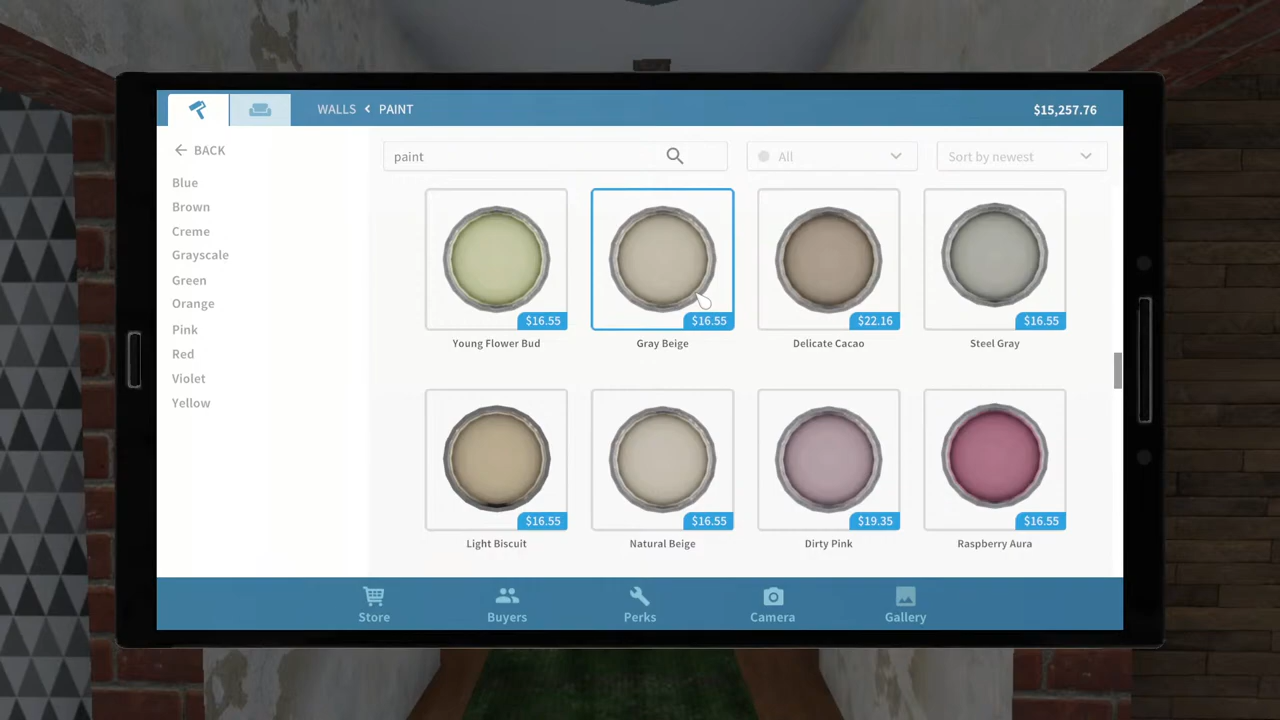 WALLS < PAINT
$15,257.76
BACK
paint
All
Sort by newest
Blue
Brown
Creme
Grayscale
Green
Orange
Pink
Red
Violet
Yellow
$16.55
$16.55
$22.16
$16.55
Young Flower Bud
Gray Beige
Delicate Cacao
Steel Gray
$16.55
$16.55
$19.35
$16.55
Light Biscuit
Natural Beige
Dirty Pink
Raspberry Aura
Store
Buyers
Perks
Camera
Gallery